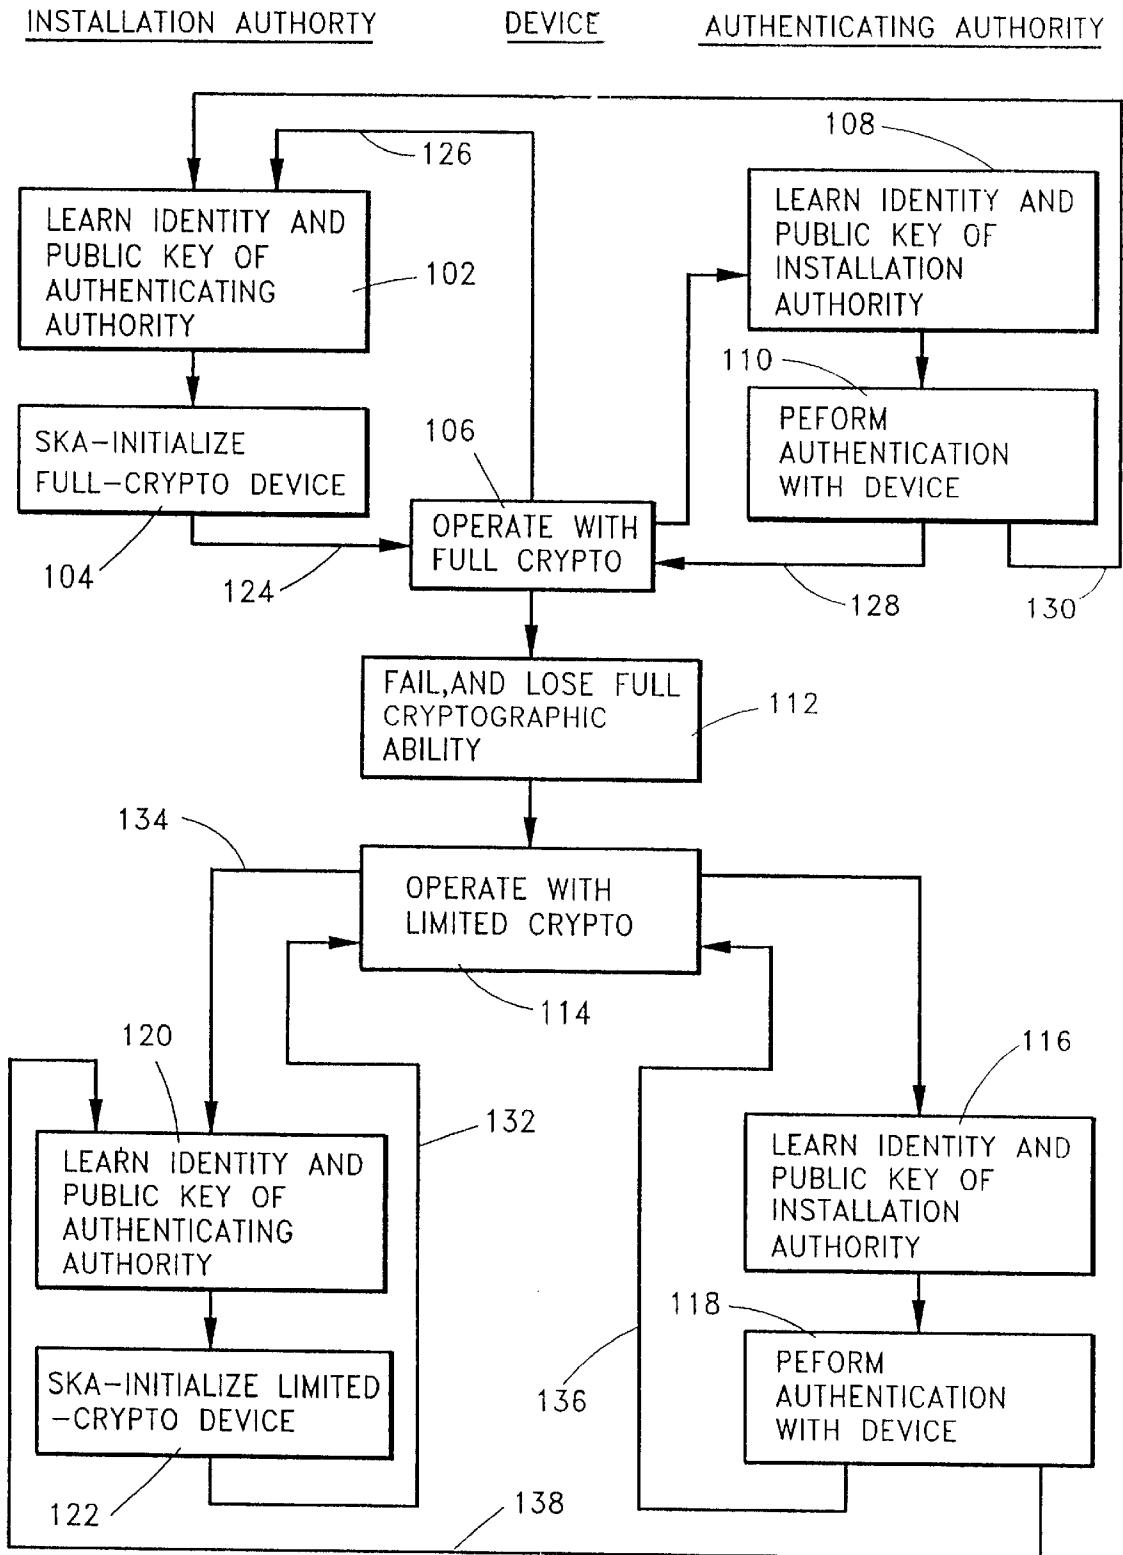 INSTALLATION AUTHORTY
DEVICE
AUTHENTICATING AUTHORITY
108
126
LEARN IDENTITY AND
PUBLIC KEY OF
AUTHENTICATING
AUTHORITY
102
LEARN IDENTITY AND
PUBLIC KEY OF
INSTALLATION
AUTHORITY
110
SKA-INITIALIZE
FULL-CRYPTO DEVICE
104
124
106
OPERATE WITH
FULL CRYPTO
PEFORM
AUTHENTICATION
WITH DEVICE
128
130
FAIL,AND LOSE FULL
CRYPTOGRAPHIC
ABILITY
112
134
OPERATE WITH
LIMITED CRYPTO
114
120
116
132
LEARN IDENTITY AND
PUBLIC KEY OF
AUTHENTICATING
AUTHORITY
LEARN IDENTITY AND
PUBLIC KEY OF
INSTALLATION
AUTHORITY
118
SKA-INITIALIZE LIMITED
-CRYPTO DEVICE
122
136
PEFORM
AUTHENTICATION
WITH DEVICE
138